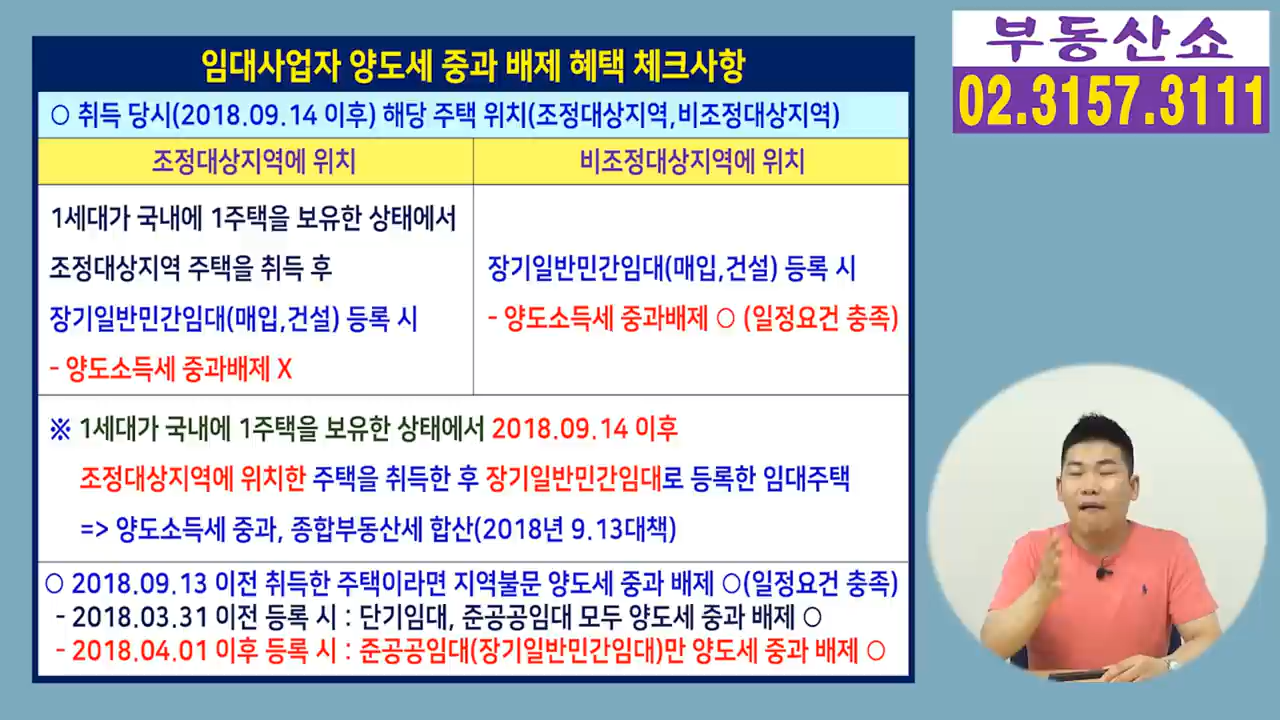 임대사업자 양도세 중과 배제 혜택 체크사항
부동산쇼
02.3157.3111
○ 취득 당시(2018.09.14 이후) 해당 주택 위치(조정대상지역,비조정대상지역)
조정대상지역에 위치
비조정대상지역에 위치
1세대가 국내에 1주택을 보유한 상태에서
조정대상지역 주택을 취득 후
장기일반민간임대(매입,건설) 등록 시
- 양도소득세 중과배제 X
장기일반민간임대(매입,건설) 등록 시
- 양도소득세 중과배제 ○ (일정요건 충족)
※ 1세대가 국내에 1주택을 보유한 상태에서 2018.09.14 이후
조정대상지역에 위치한 주택을 취득한 후 장기일반민간임대로 등록한 임대주택
=> 양도소득세 중과, 종합부동산세 합산(2018년 9.13대책)
○ 2018.09.13 이전 취득한 주택이라면 지역불문 양도세 중과 배제 ○(일정요건 충족)
- 2018.03.31 이전 등록 시 : 단기임대, 준공공임대 모두 양도세 중과 배제 ○
- 2018.04.01 이후 등록 시 : 준공공임대(장기일반민간임대)만 양도세 중과 배제 ○